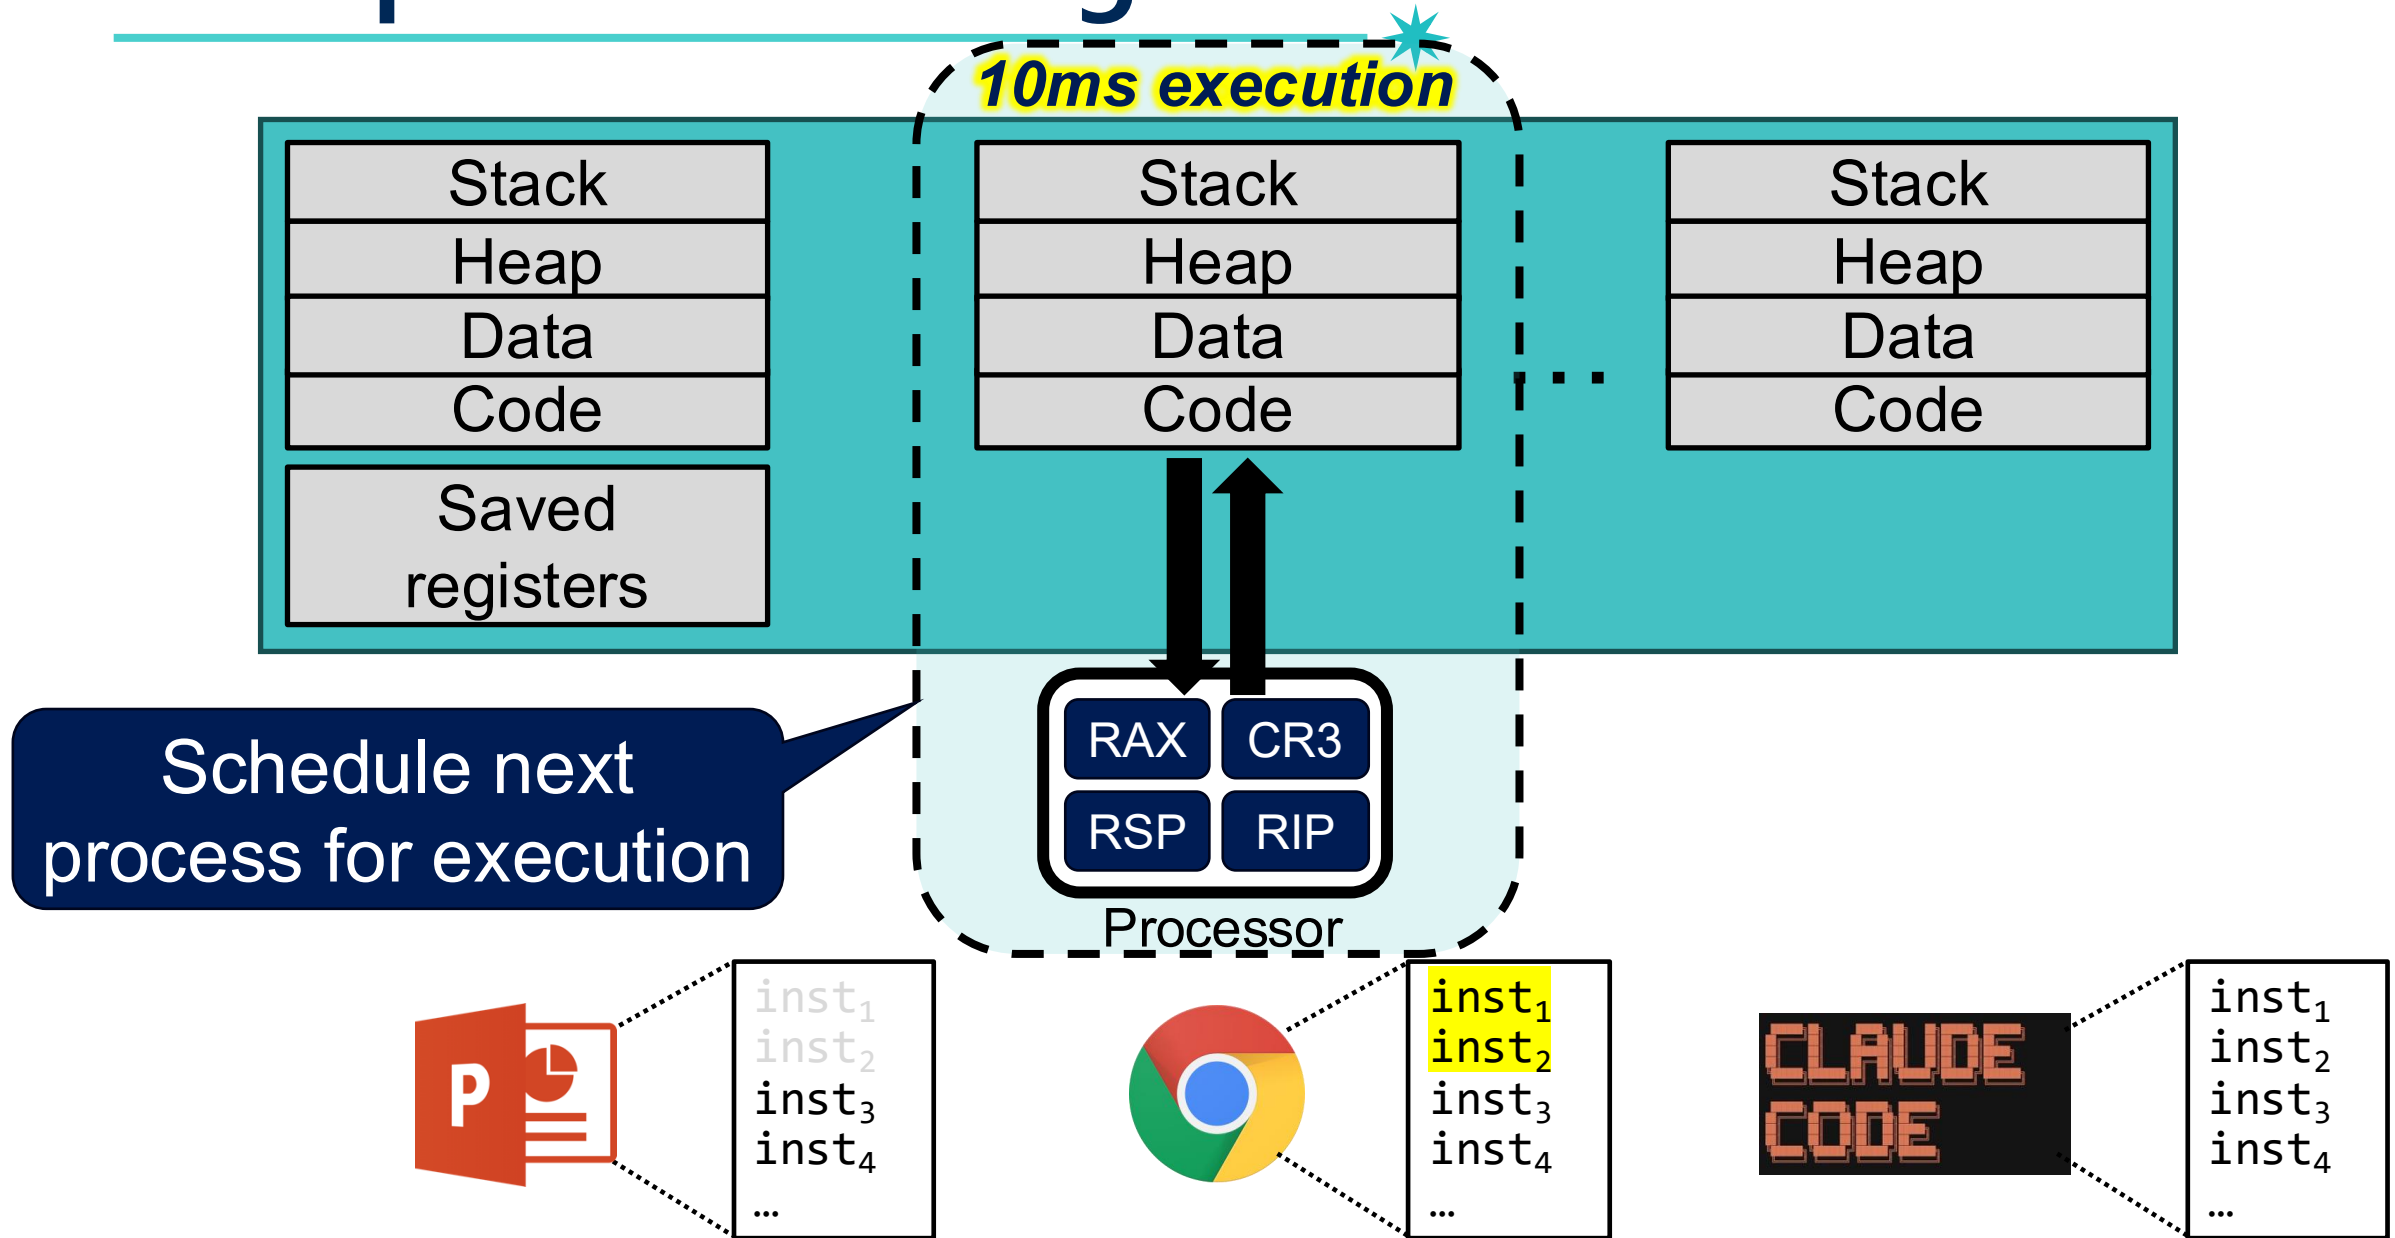 10ms execution
Stack
Heap
Data
Code
Saved
registers
Stack
Heap
Data
Code
...
Stack
Heap
Data
Code
Schedule next
process for execution
RAX
CR3
RSP
RIP
Processor
P
inst1
inst2
inst3
inst4
...
inst1
inst2
inst3
inst4
...
CLAUDE
CODE
inst1
inst2
inst3
inst4
...